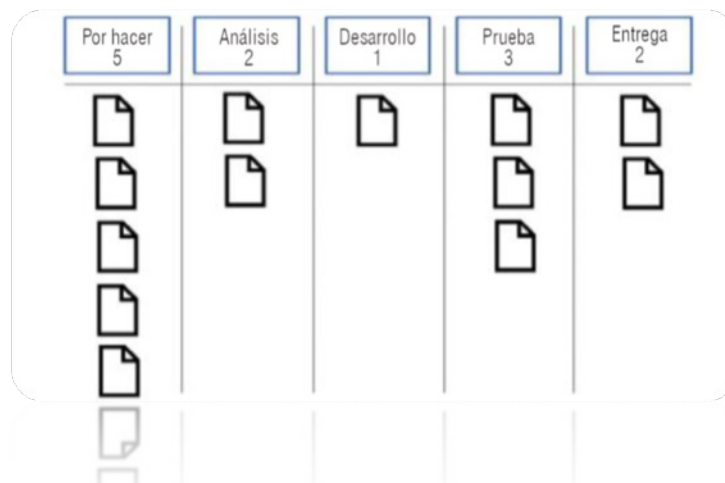 Por hacer
5
Análisis
2
Desarrollo
1
Prueba
3
Entrega
2